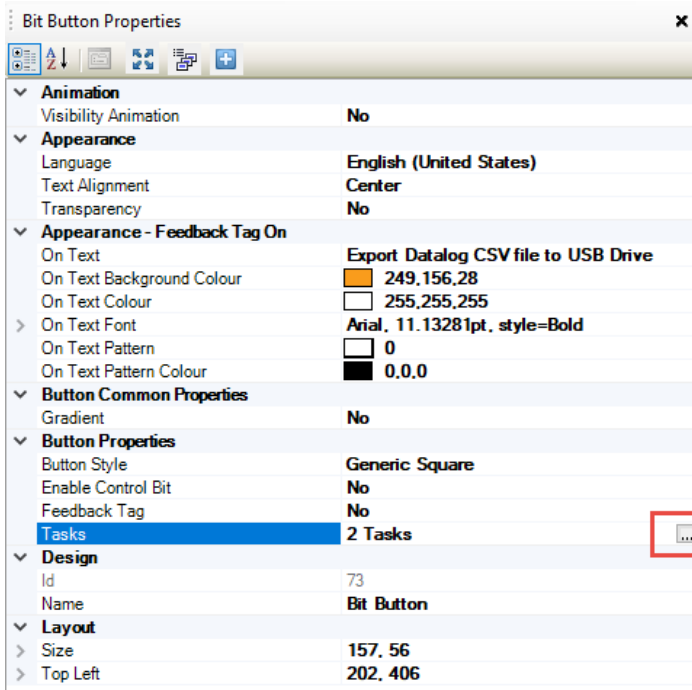 Bit Button Properties
Animation
Visibility Animation No
Appearance
Language English (United States)
Text Alignment Center
Transparency No
Appearance - Feedback Tag On
On Text Export Datalog CSV file to USB Drive
On Text Background Colour 249,156,28
On Text Colour 255,255,255
On Text Font Arial, 11.13281pt, style=Bold
On Text Pattern 0
On Text Pattern Colour 0,0,0
Button Common Properties
Gradient No
Button Properties
Button Style Generic Square
Enable Control Bit No
Feedback Tag No
Tasks 2 Tasks ...
Design
Id 73
Name Bit Button
Layout
Size 157, 56
Top Left 202, 406